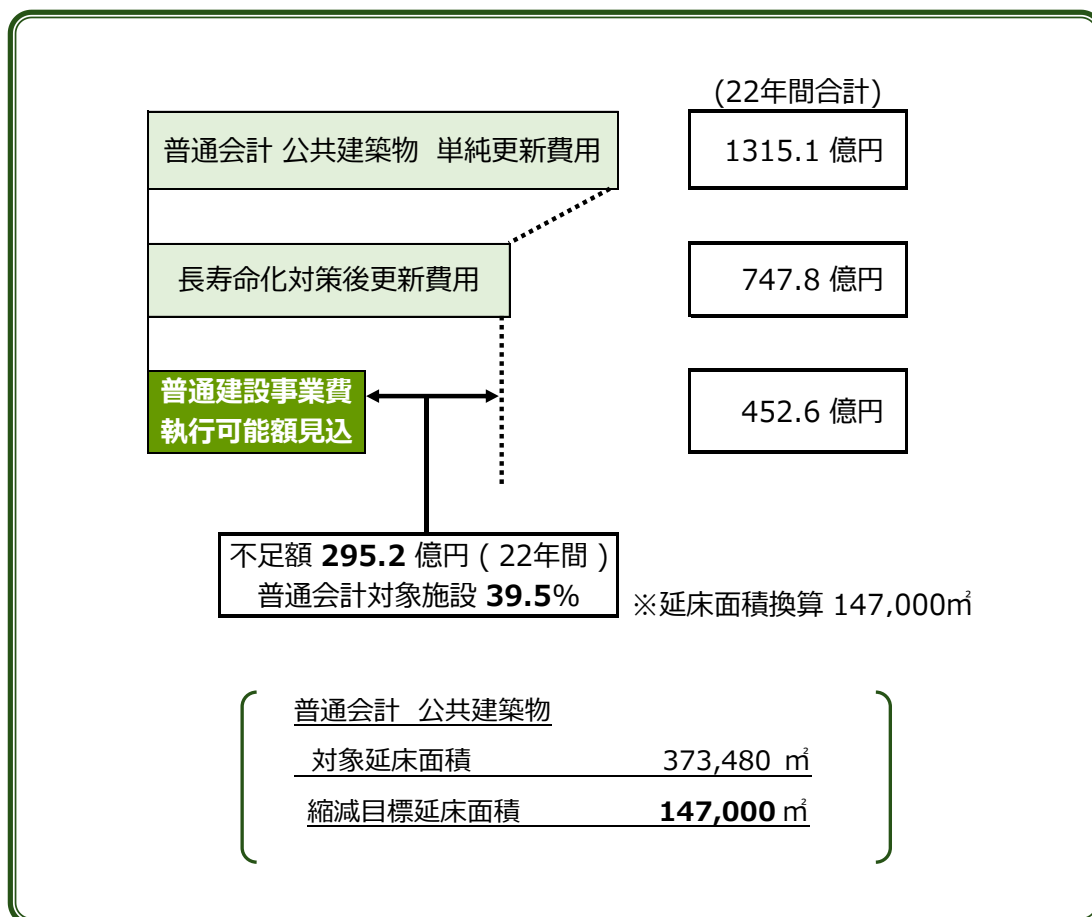 (22年間合計)
普通会計 公共建築物 単純更新費用
1315.1 億円
長寿命化対策後更新費用
747.8 億円
普通建設事業費
執行可能額見込
452.6 億円
不足額 295.2 億円 ( 22年間 )
普通会計対象施設 39.5%
※延床面積換算 147,000㎡
普通会計 公共建築物
対象延床面積 373,480 ㎡
縮減目標延床面積 147,000 ㎡